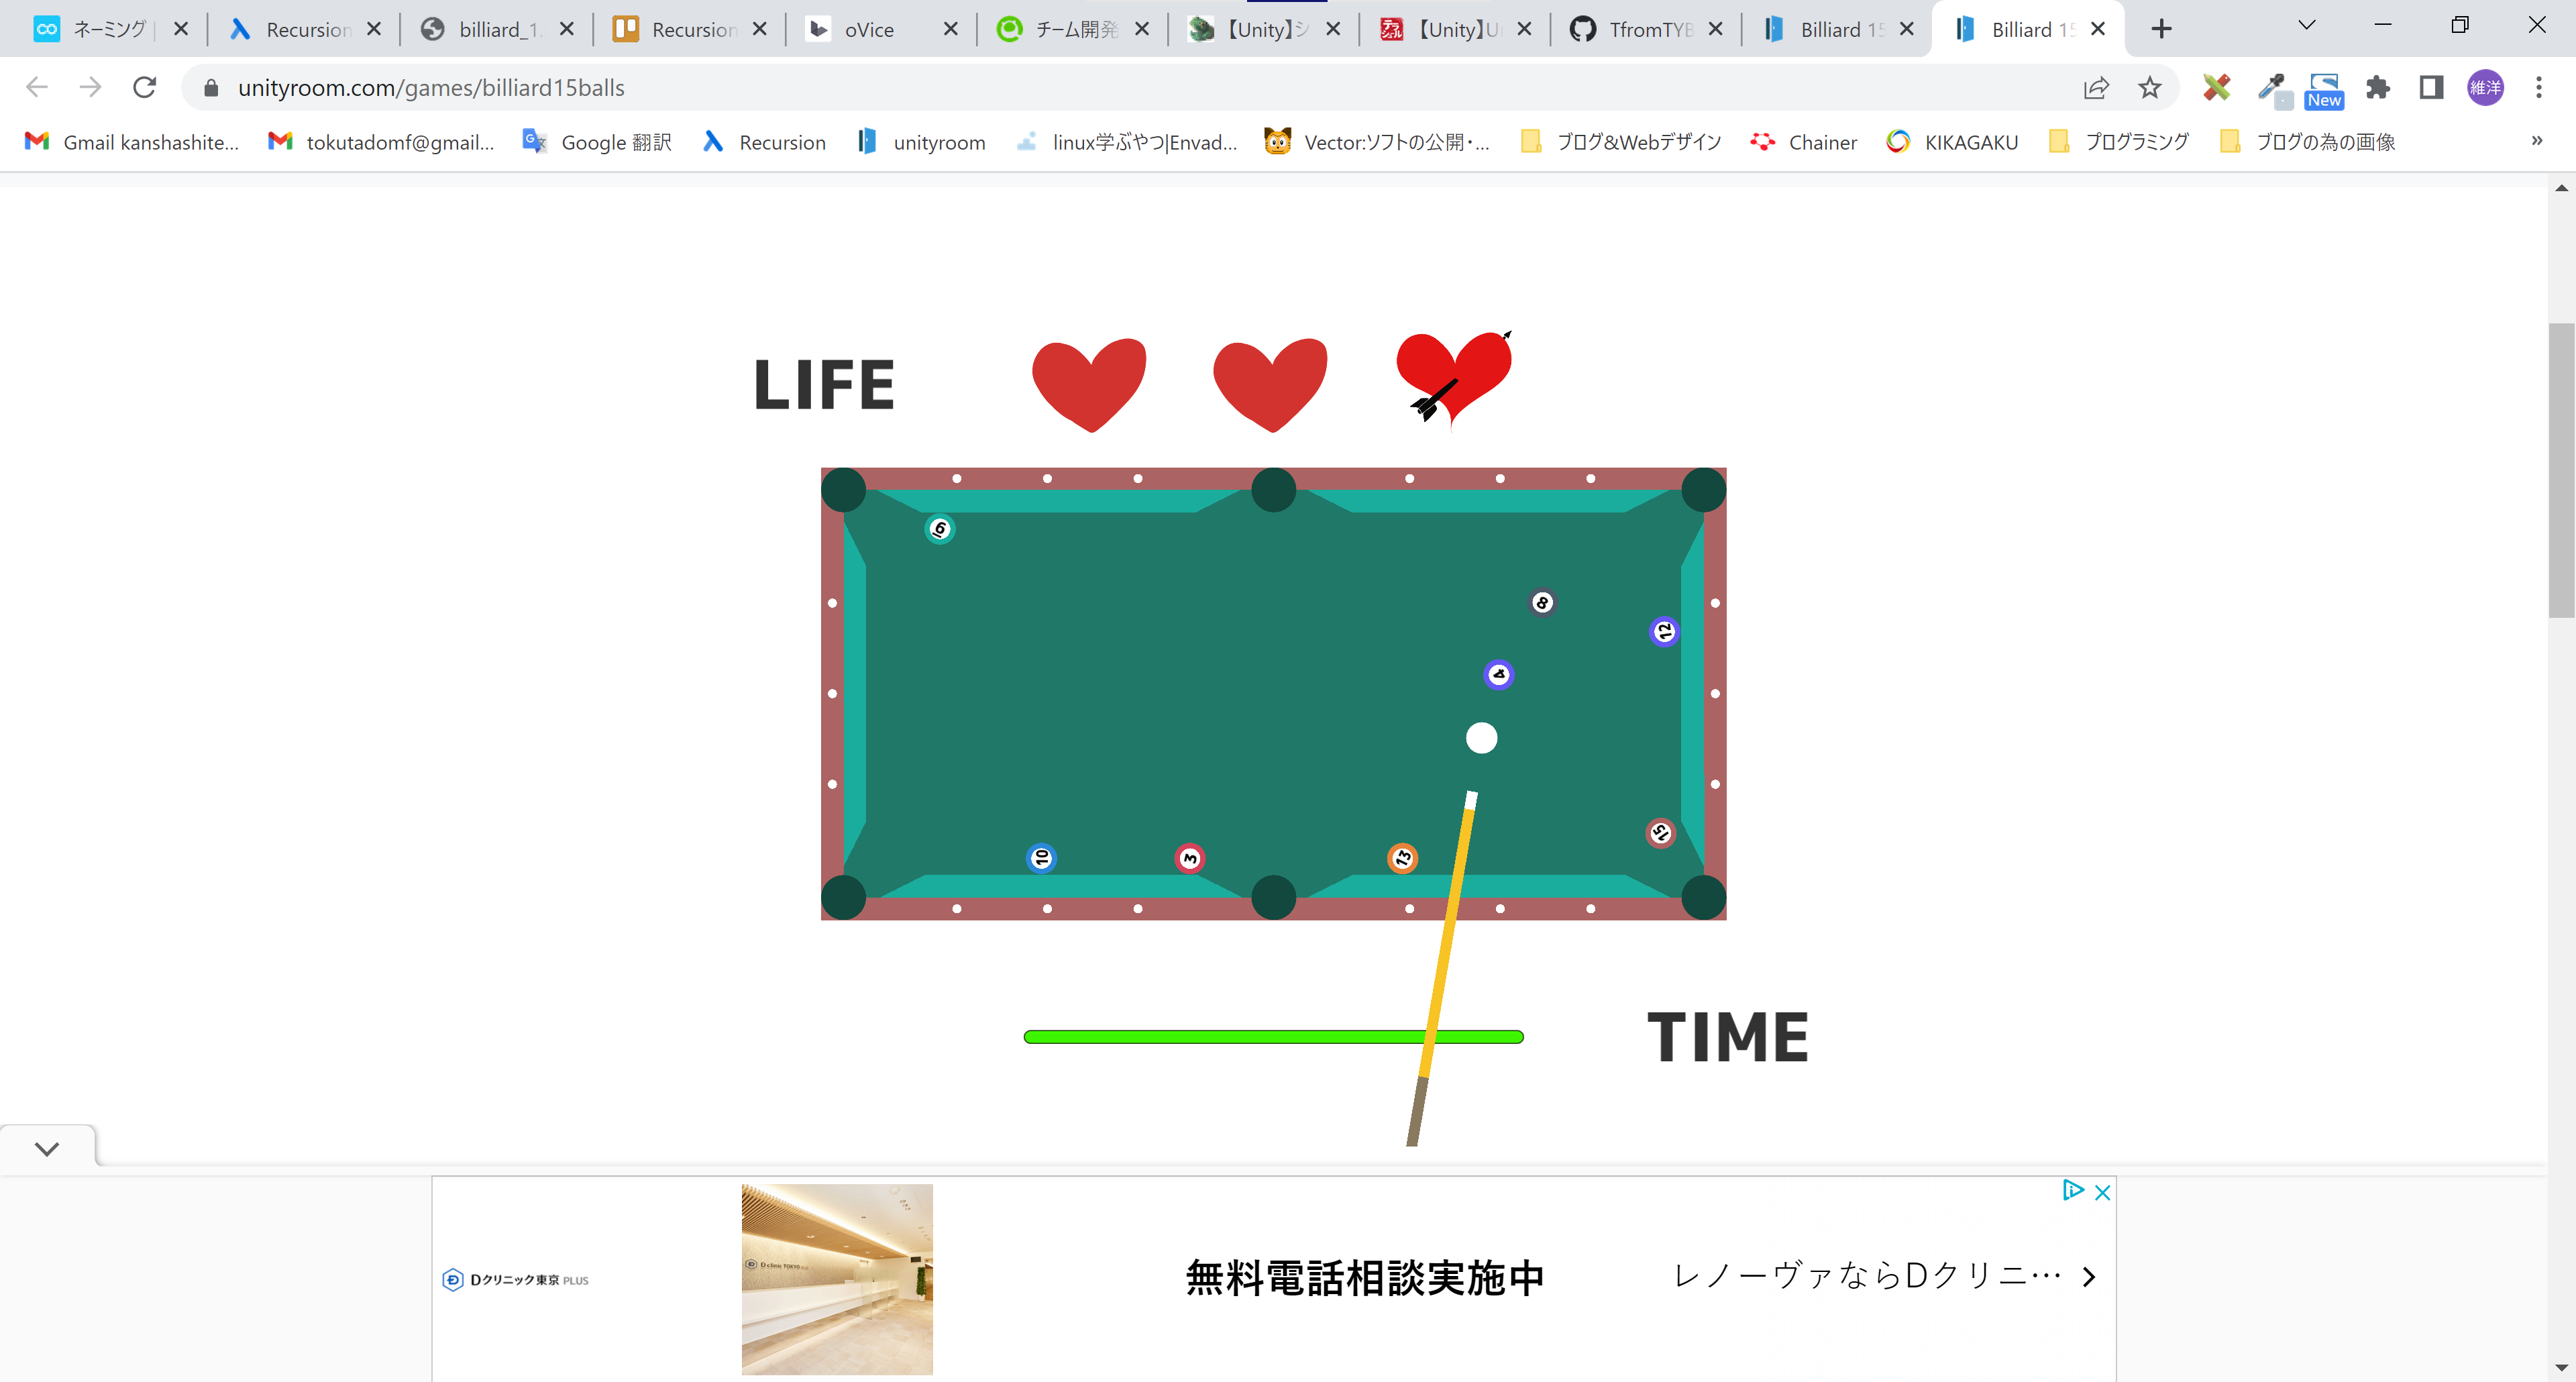 ネーミング
Recursion
billiard_1.
Recursion
oVice
チーム開発
【Unity】シ
【Unity】U
TfromTYB
Billiard 15
Billiard 15
unityroom.com/games/billiard15balls
New
維洋
Gmail kanshashite...
tokutadomf@gmail...
Google 翻訳
Recursion
unityroom
linux学ぶやつ|Envad...
Vector:ソフトの公開・...
ブログ&Webデザイン
Chainer
KIKAGAKU
プログラミング
ブログの為の画像
»
LIFE
6
8
12
4
15
10
3
13
TIME
Dクリニック東京 PLUS
D clinic TOKYO
無料電話相談実施中
レノーヴァならDクリニ…